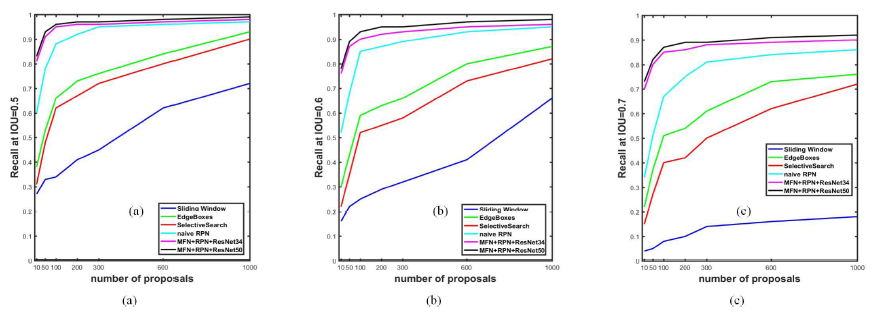 Recall at IOU=0.5
1
0.9
0.8
0.7
0.6
0.5
0.4
0.3
0.2
0.1
0
(a)
Sliding Window
EdgeBoxes
SelectiveSearch
naive RPN
MFN+RPN+ResNet34
MFN+RPN+ResNet50
10 50 100 200 300 600 1000
number of proposals
(a)
Recall at IOU=0.6
1
0.9
0.8
0.7
0.6
0.5
0.4
0.3
0.2
0.1
0
(b)
Sliding Window
EdgeBoxes
SelectiveSearch
naive RPN
MFN+RPN+ResNet34
MFN+RPN+ResNet50
10 50 100 200 300 600 1000
number of proposals
(b)
Recall at IOU=0.7
1
0.9
0.8
0.7
0.6
0.5
0.4
0.3
0.2
0.1
0
Sliding Window
EdgeBoxes
SelectiveSearch
naive RPN
MFN+RPN+ResNet34
MFN+RPN+ResNet50
(c)
10 50 100 200 300 600 1000
number of proposals
(c)